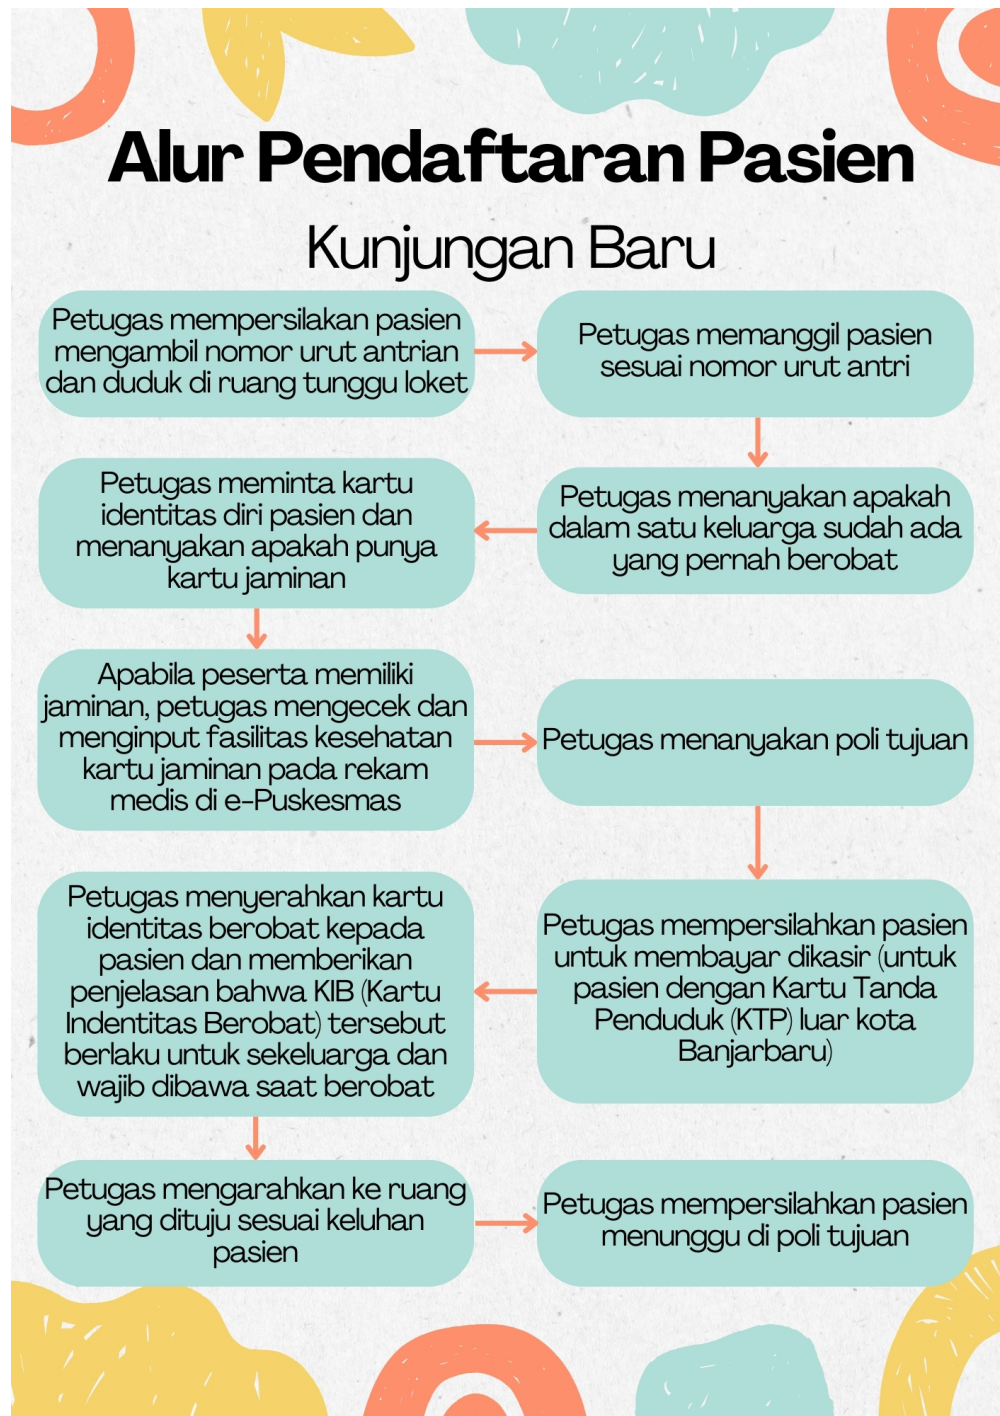 Alur Pendaftaran Pasien
Kunjungan Baru
Petugas mempersilakan pasien
mengambil nomor urut antrian
dan duduk di ruang tunggu loket
Petugas memanggil pasien
sesuai nomor urut antri
Petugas menanyakan apakah
dalam satu keluarga sudah ada
yang pernah berobat
Petugas meminta kartu
identitas diri pasien dan
menanyakan apakah punya
kartu jaminan
Apabila peserta memiliki
jaminan, petugas mengecek dan
menginput fasilitas kesehatan
kartu jaminan pada rekam
medis di e-Puskesmas
Petugas menanyakan poli tujuan
Petugas mempersilahkan pasien
untuk membayar dikasir (untuk
pasien dengan Kartu Tanda
Penduduk (KTP) luar kota
Banjarbaru)
Petugas menyerahkan kartu
identitas berobat kepada
pasien dan memberikan
penjelasan bahwa KIB (Kartu
Indentitas Berobat) tersebut
berlaku untuk sekeluarga dan
wajib dibawa saat berobat
Petugas mengarahkan ke ruang
yang dituju sesuai keluhan
pasien
Petugas mempersilahkan pasien
menunggu di poli tujuan